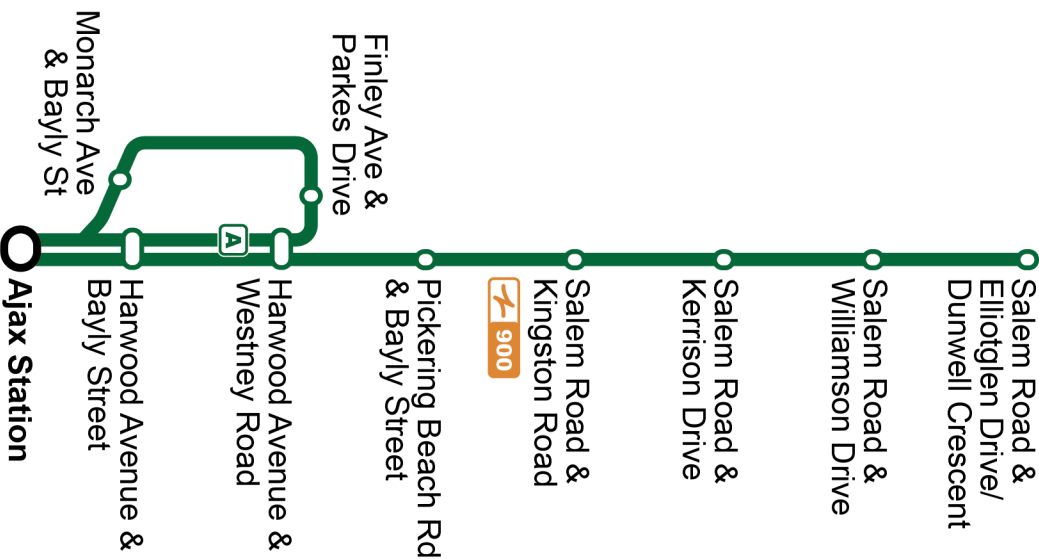 Salem Road &
Elliotglen Drive/
Dunwell Crescent
Salem Road &
Williamson Drive
Salem Road &
Kerrison Drive
Salem Road &
Kingston Road
900
Pickering Beach Rd
& Bayly Street
Finley Ave &
Parkes Drive
Harwood Avenue &
Westney Road
A
Harwood Avenue &
Bayly Street
Monarch Ave
& Bayly St
Ajax Station